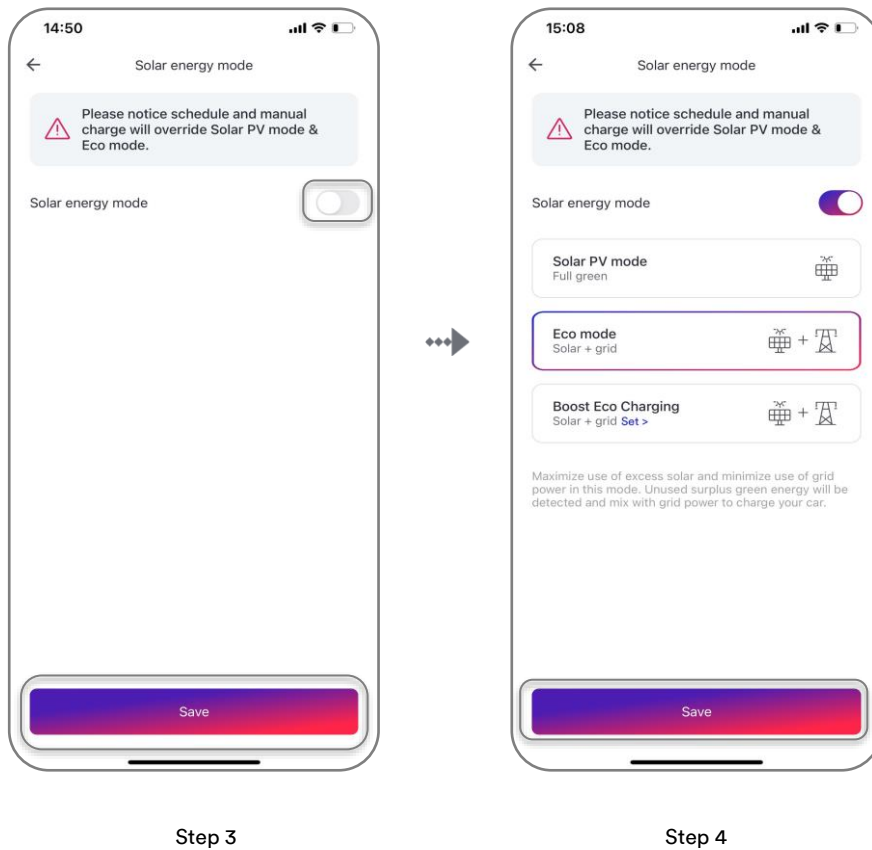 14:50
Solar energy mode
Please notice schedule and manual
charge will override Solar PV mode &
Eco mode.
Solar energy mode
Save
Step 3
15:08
Solar energy mode
Please notice schedule and manual
charge will override Solar PV mode &
Eco mode.
Solar energy mode
Solar PV mode
Full green
Eco mode
Solar + grid
+
Boost Eco Charging
Solar + grid Set >
+
Maximize use of excess solar and minimize use of grid
power in this mode. Unused surplus green energy will be
detected and mix with grid power to charge your car.
Save
Step 4